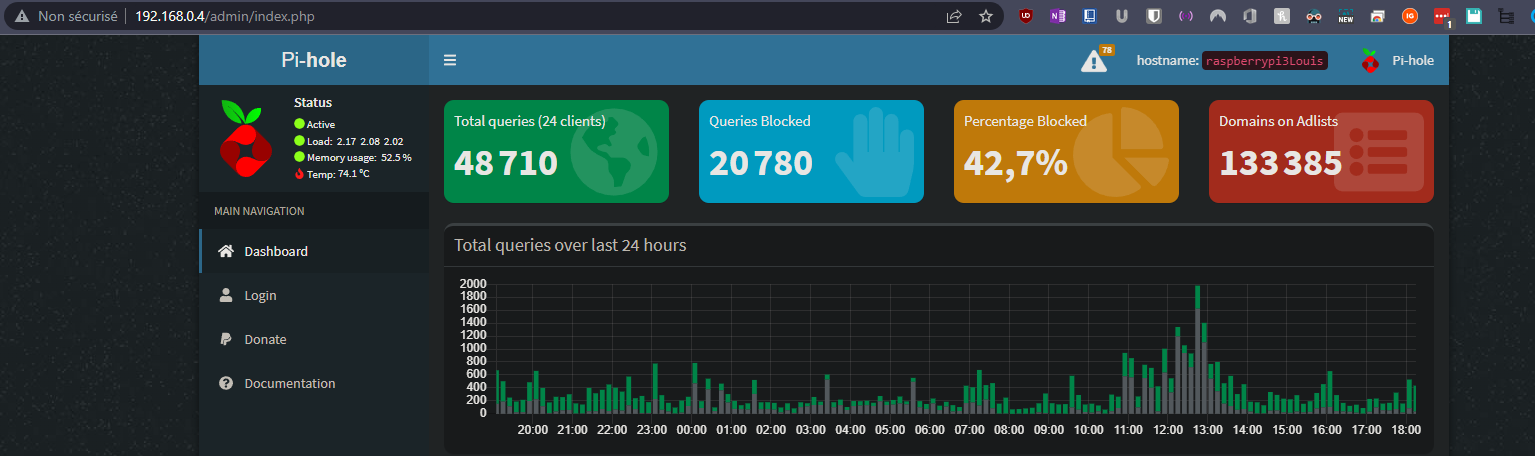 Non sécurisé 192.168.0.4/admin/index.php
UD
N
U
IG
NEW
1
Pi-hole
78
hostname: raspberrypi3Louis
Pi-hole
Status
Active
Load: 2.17 2.08 2.02
Memory usage: 52.5 %
Temp: 74.1 °C
Total queries (24 clients)
48 710
Queries Blocked
20 780
Percentage Blocked
42,7%
Domains on Adlists
133 385
MAIN NAVIGATION
Dashboard
Login
Donate
Documentation
Total queries over last 24 hours
2000
1800
1600
1400
1200
1000
800
600
400
200
0
20:00 21:00 22:00 23:00 00:00 01:00 02:00 03:00 04:00 05:00 06:00 07:00 08:00 09:00 10:00 11:00 12:00 13:00 14:00 15:00 16:00 17:00 18:00